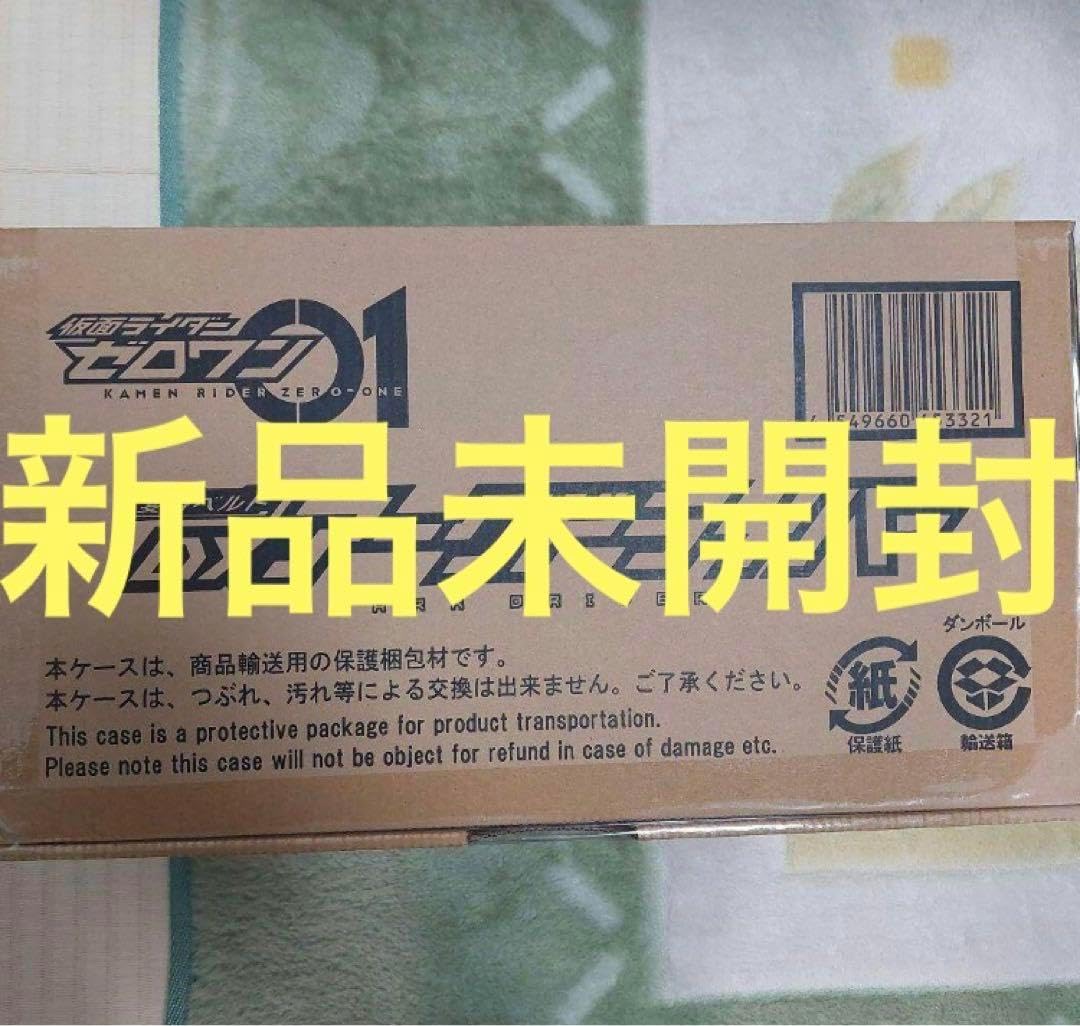 仮面ライダー
ゼロワン 01
KAMEN RIDER ZERO-ONE
新品未開封
ベルト
DRIVER
ダンボール
本ケースは、商品輸送用の保護梱包材です。
本ケースは、つぶれ、汚れ等による交換は出来ません。ご了承ください。
This case is a protective package for product transportation.
Please note this case will not be object for refund in case of damage etc.
紙
保護紙
輸送箱